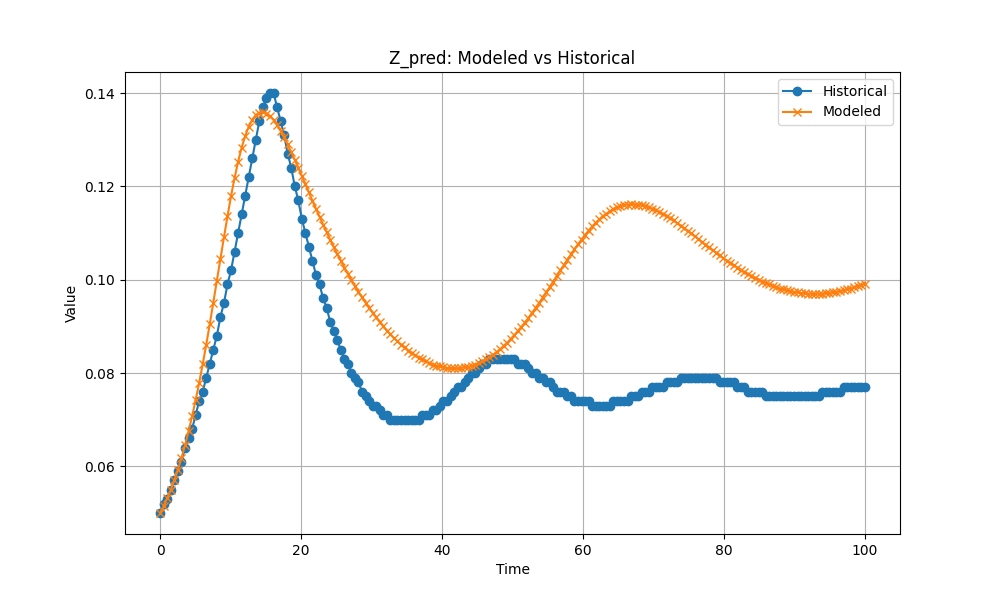 Z_pred: Modeled vs Historical
Historical
Modeled
Value
0.14
0.12
0.10
0.08
0.06
0
20
40
60
80
100
Time